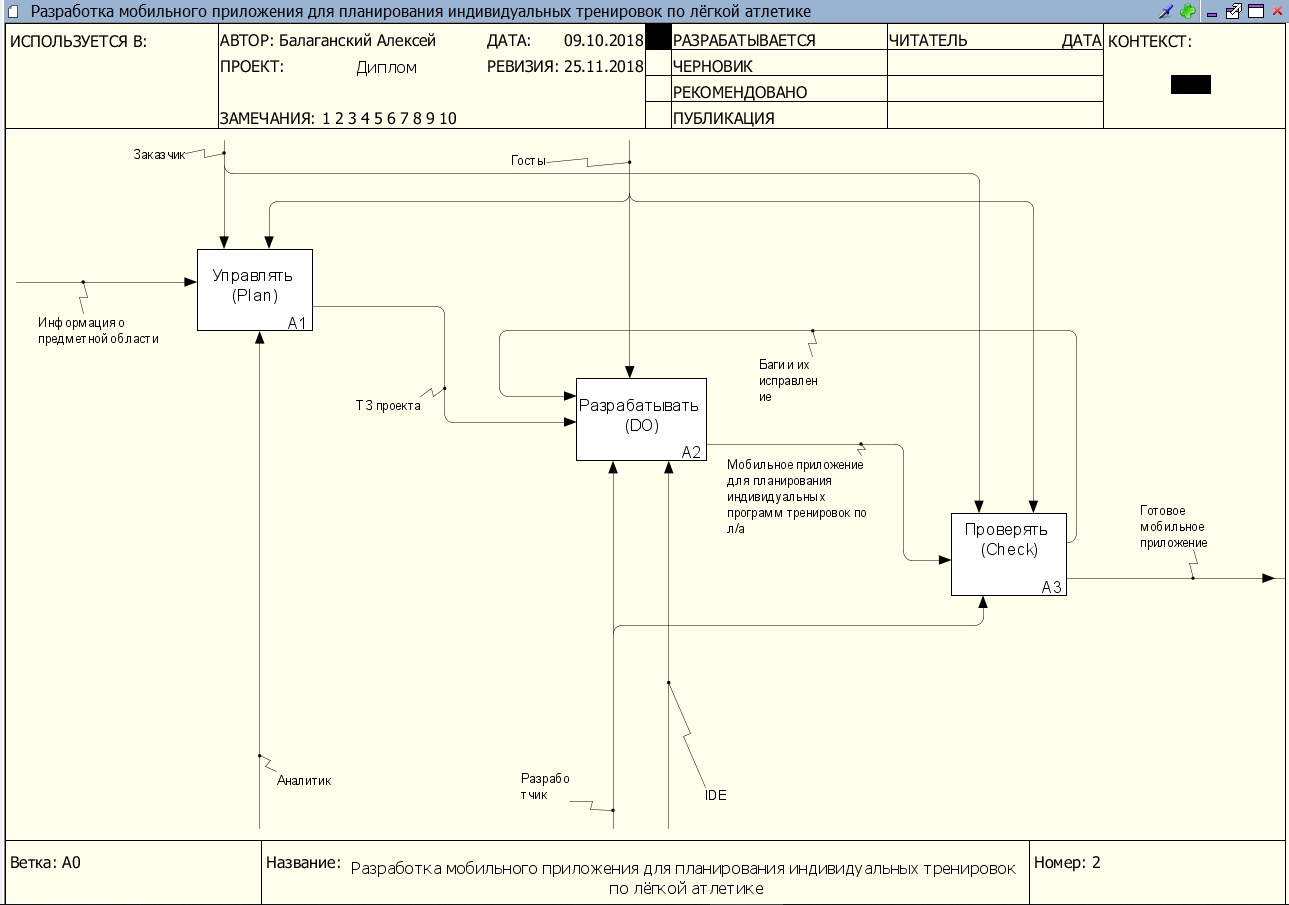 Разработка мобильного приложения для планирования индивидуальных тренировок по лёгкой атлетике
ИСПОЛЬЗУЕТСЯ В:
АВТОР: Балаганский Алексей
ДАТА: 09.10.2018
ПРОЕКТ: Диплом
РЕВИЗИЯ: 25.11.2018
ЗАМЕЧАНИЯ: 1 2 3 4 5 6 7 8 9 10
РАЗРАБАТЫВАЕТСЯ
ЧЕРНОВИК
РЕКОМЕНДОВАНО
ПУБЛИКАЦИЯ
ЧИТАТЕЛЬ
ДАТА
КОНТЕКСТ:
Заказчик
Госты
Управлять
(Plan)
A1
Информация о
предметной области
ТЗ проекта
Баги и их
исправлен
ие
Разрабатывать
(DO)
A2
Мобильное приложение
для планирования
индивидуальных
программ тренировок по
л/а
Проверять
(Check)
A3
Готовое
мобильное
приложение
Аналитик
Разрабо
тчик
IDE
Ветка: A0
Название:
Разработка мобильного приложения для планирования индивидуальных тренировок
по лёгкой атлетике
Номер: 2